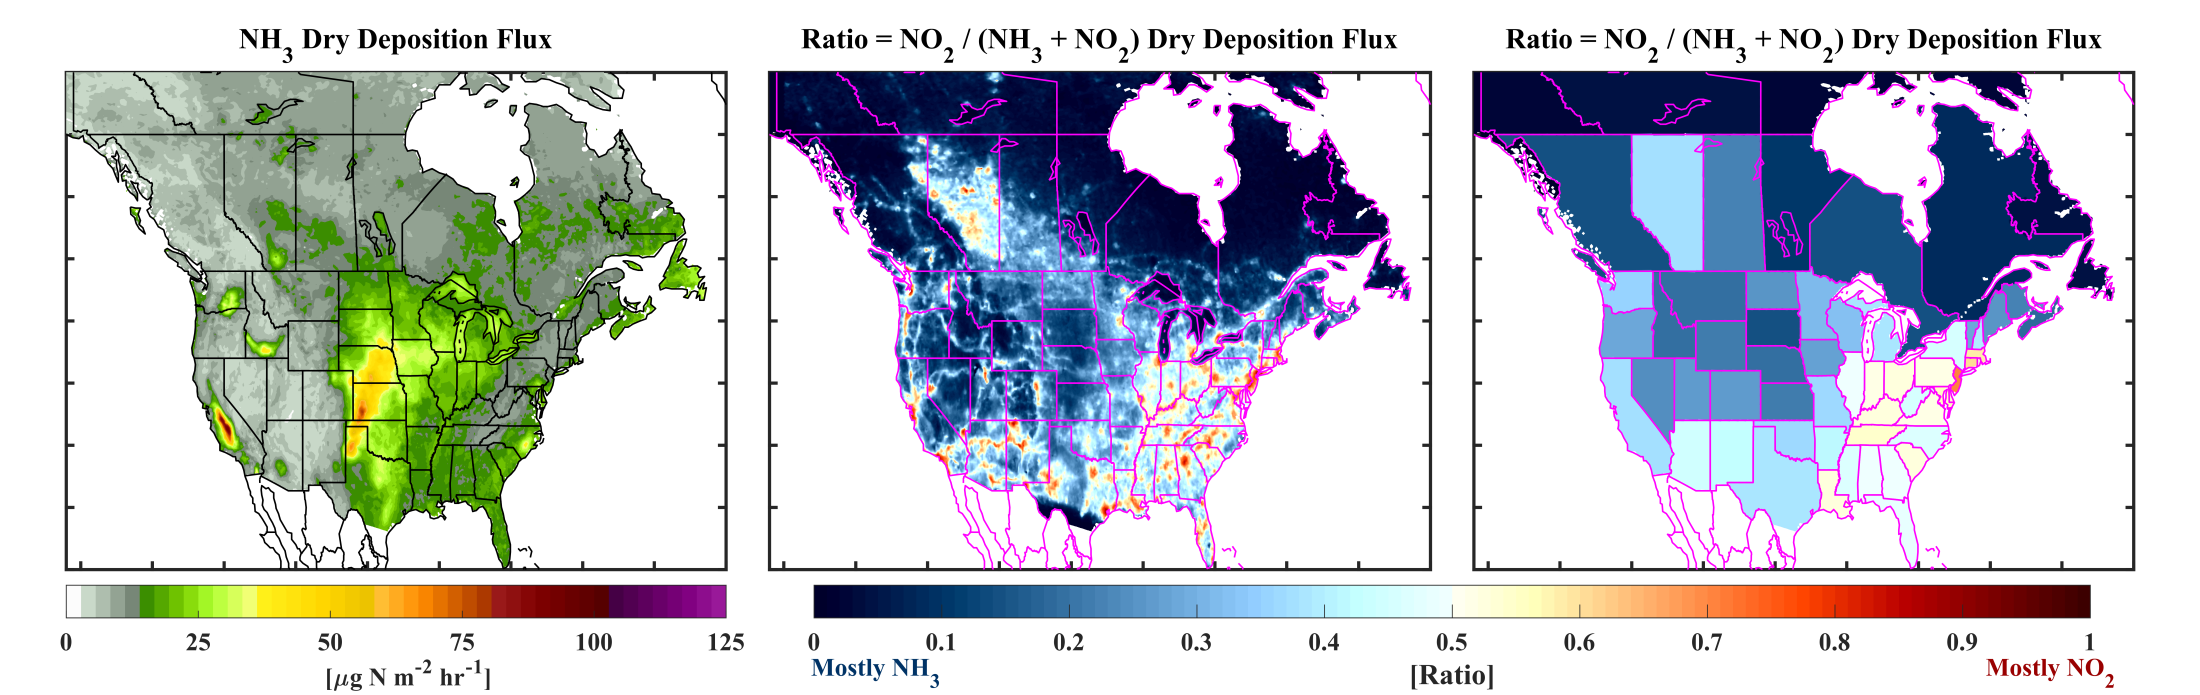 NH3 Dry Deposition Flux
Ratio = NO2 / (NH3 + NO2) Dry Deposition Flux
Ratio = NO2 / (NH3 + NO2) Dry Deposition Flux
0 25 50 75 100 125
[μg N m-2 hr-1]
0 0.1 0.2 0.3 0.4 0.5 0.6 0.7 0.8 0.9 1
Mostly NH3
[Ratio]
Mostly NO2